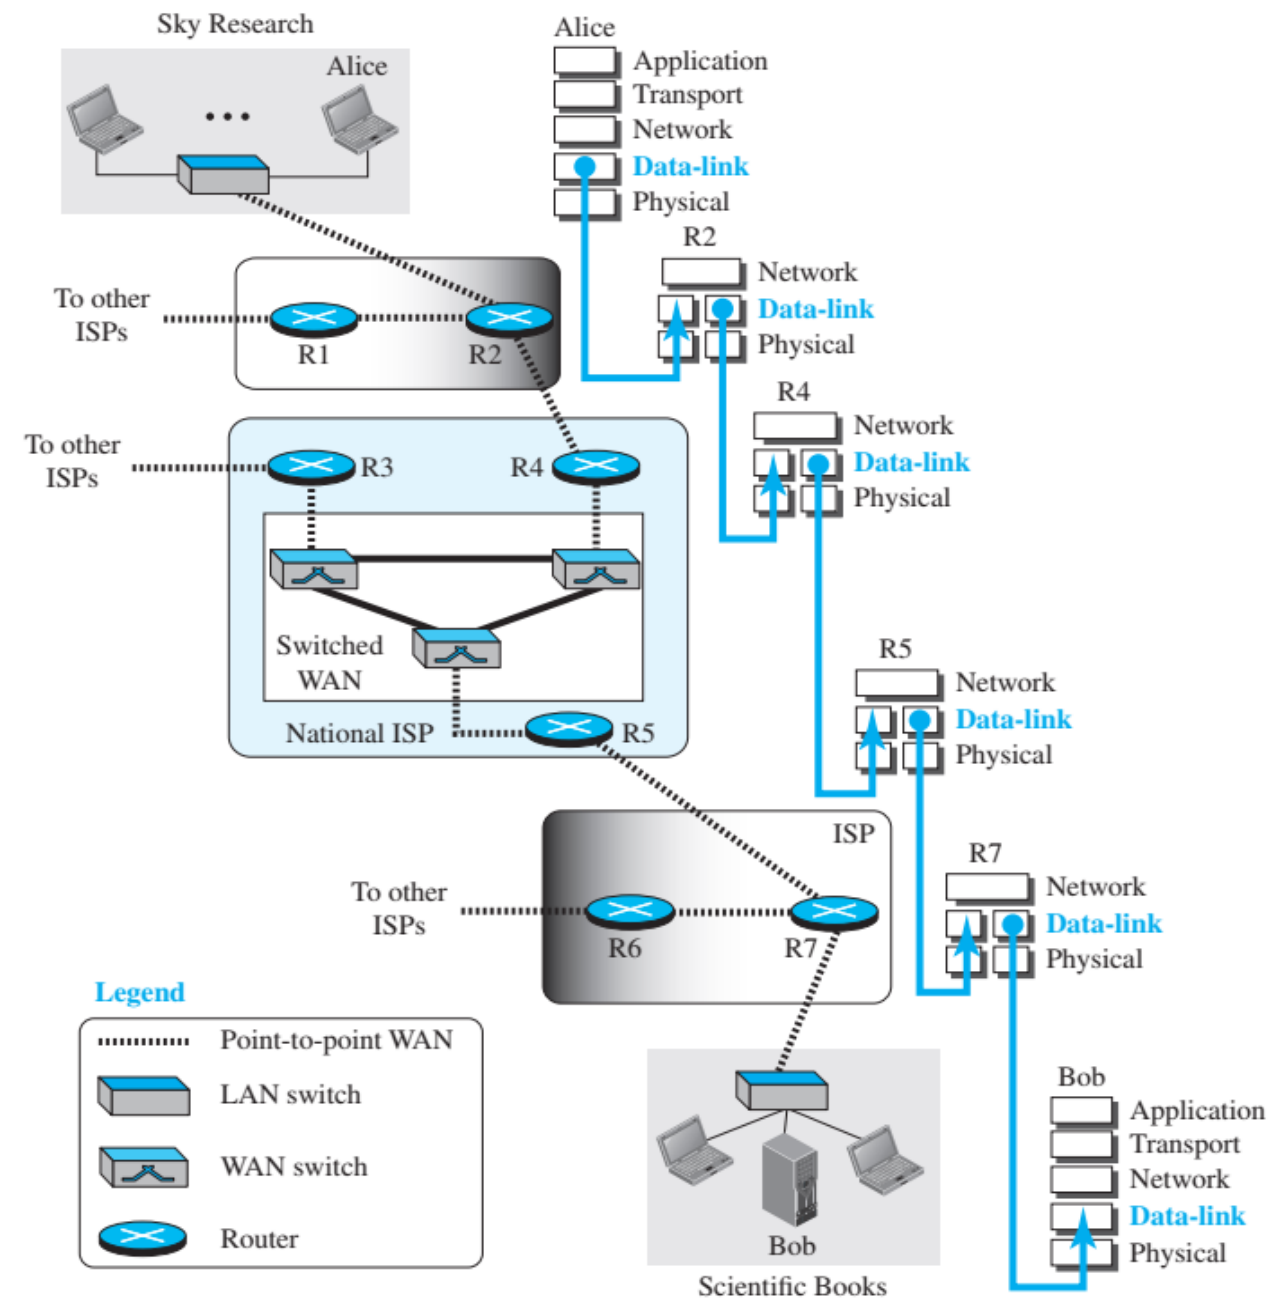 Sky Research
Alice
Alice
Application
Transport
Network
Data-link
Physical
R2
Network
Data-link
Physical
To other
ISPs
R1
R2
R4
Network
Data-link
Physical
To other
ISPs
R3
R4
Switched
WAN
National ISP
R5
R5
Network
Data-link
Physical
ISP
To other
ISPs
R6
R7
R7
Network
Data-link
Physical
Legend
Point-to-point WAN
LAN switch
WAN switch
Router
Bob
Scientific Books
Bob
Application
Transport
Network
Data-link
Physical